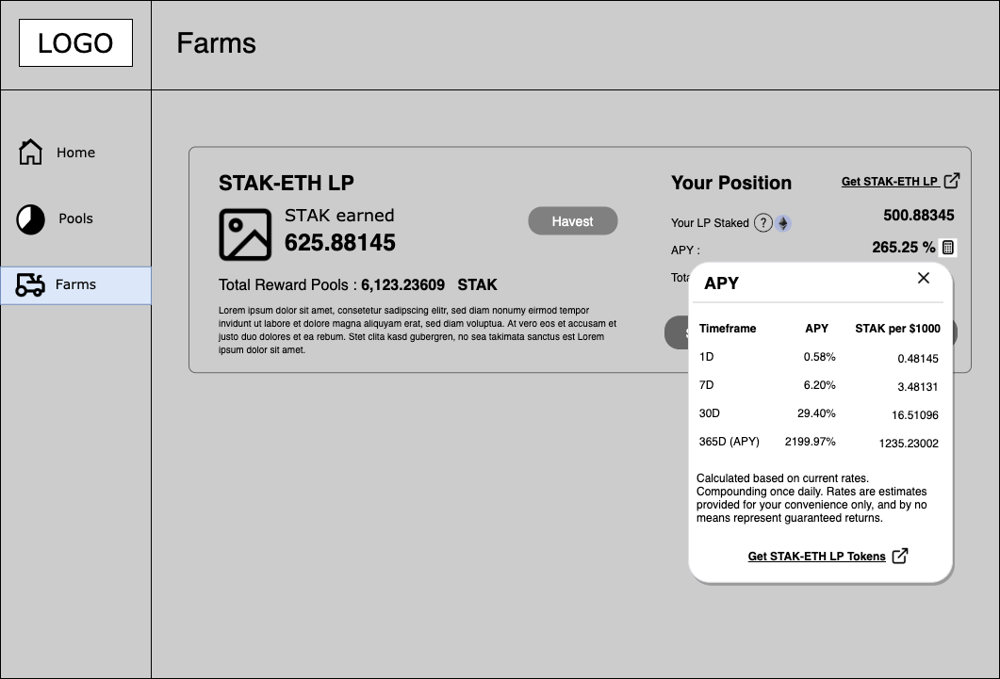 LOGO
Farms
Home
Pools
Farms
STAK-ETH LP
STAK earned
625.88145
Havest
Total Reward Pools : 6,123.23609 STAK
Lorem ipsum dolor sit amet, consetetur sadipscing elitr, sed diam nonumy eirmod tempor
invidunt ut labore et dolore magna aliquyam erat, sed diam voluptua. At vero eos et accusam et
justo duo dolores et ea rebum. Stet clita kasd gubergren, no sea takimata sanctus est Lorem
ipsum dolor sit amet.
Your Position
Get STAK-ETH LP
Your LP Staked ?
500.88345
APY :
265.25 %
APY
Timeframe APY STAK per $1000
1D 0.58% 0.48145
7D 6.20% 3.48131
30D 29.40% 16.51096
365D (APY) 2199.97% 1235.23002
Calculated based on current rates.
Compounding once daily. Rates are estimates
provided for your convenience only, and by no
means represent guaranteed returns.
Get STAK-ETH LP Tokens